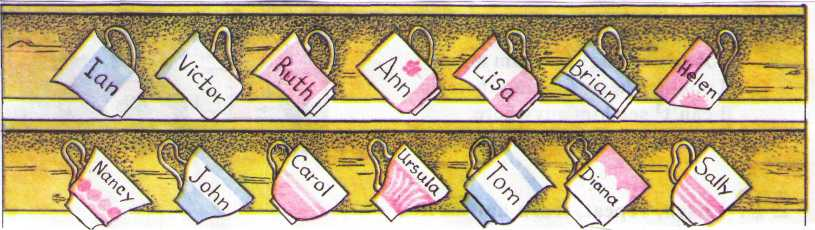 Ian Victor Ruth Ann Lisa Brian Helen
Nancy John Carol Ursula Tom Diana Sally